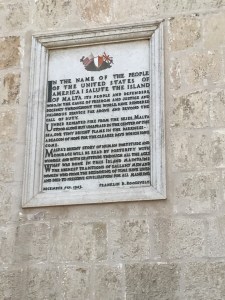 IN THE NAME OF THE PEOPLE
OF THE UNITED STATES OF
AMERICA I SALUTE THE ISLAND
OF MALTA, ITS PEOPLE AND DEFENDERS,
WHO, IN THE CAUSE OF FREEDOM AND JUSTICE AND
DECENCY THROUGHOUT THE WORLD, HAVE RENDERED
VALOROUS SERVICE FAR ABOVE AND BEYOND THE
CALL OF DUTY.
UNDER REPEATED FIRE FROM THE SKIES, MALTA
STOOD ALONE BUT UNAFRAID IN THE CENTER OF THE
SEA, ONE TINY BRIGHT FLAME IN THE DARKNESS -
A BEACON OF HOPE FOR THE CLEARER DAYS WHICH HAVE
COME.
MALTA'S BRIGHT STORY OF HUMAN FORTITUDE AND
COURAGE WILL BE READ BY POSTERITY WITH
WONDER AND WITH GRATITUDE THROUGH ALL THE AGES.
WHAT WAS DONE IN THIS ISLAND MAINTAINS
THE HIGHEST TRADITIONS OF GALLANT MEN AND
WOMEN WHO FROM THE BEGINNING OF TIME HAVE LIVED
AND DIED TO PRESERVE CIVILIZATION FOR ALL MANKIND.
DECEMBER 7TH. 1943. FRANKLIN D. ROOSEVELT